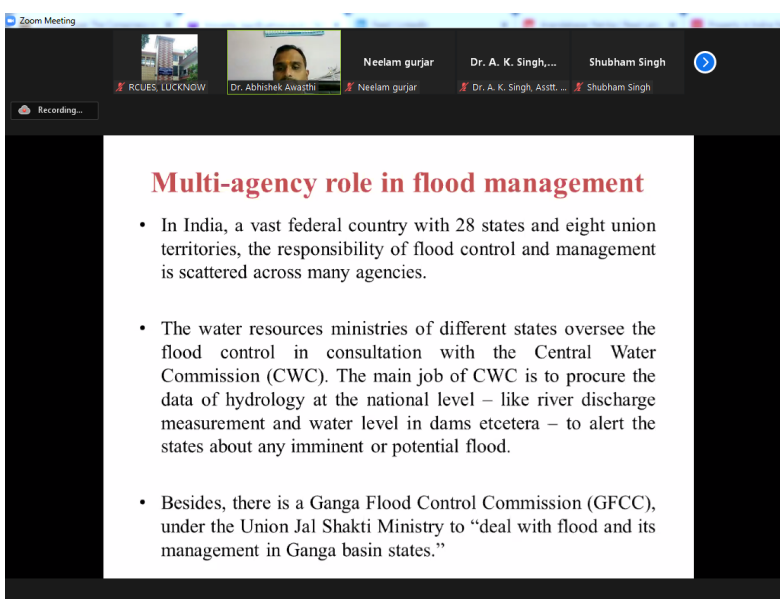 Zoom Meeting
RCUES, LUCKNOW
Dr. Abhishek Awasthi
Neelam gurjar
Neelam gurjar
Dr. A. K. Singh,...
Dr. A. K. Singh, Asstt. ...
Shubham Singh
Shubham Singh
Recording...
Multi-agency role in flood management
• In India, a vast federal country with 28 states and eight union
territories, the responsibility of flood control and management
is scattered across many agencies.
• The water resources ministries of different states oversee the
flood control in consultation with the Central Water
Commission (CWC). The main job of CWC is to procure the
data of hydrology at the national level – like river discharge
measurement and water level in dams etcetera – to alert the
states about any imminent or potential flood.
• Besides, there is a Ganga Flood Control Commission (GFCC),
under the Union Jal Shakti Ministry to “deal with flood and its
management in Ganga basin states.”